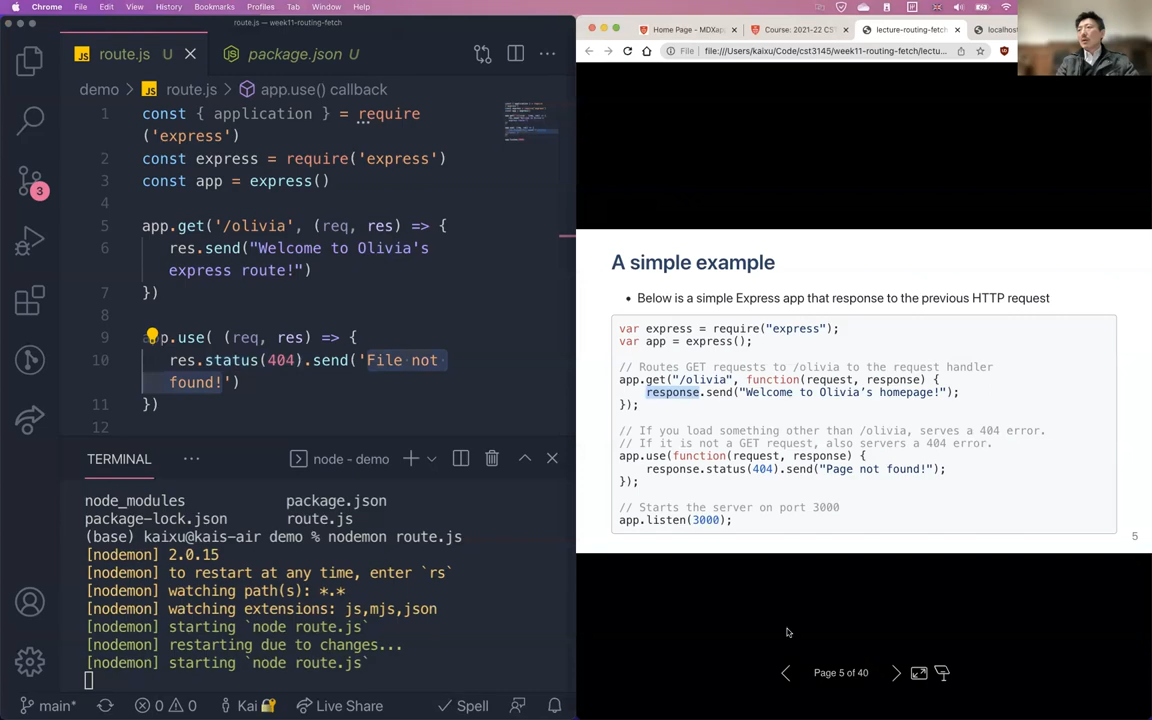 Chrome File Edit View History Bookmarks Profiles Tab Window Help
route.js — week11-routing-fetch
JS route.js U
package.json U
demo > JS route.js > app.use() callback
1 const { application } = require
('express')
2 const express = require('express')
3 const app = express()
4
5 app.get('/olivia', (req, res) => {
6 res.send("Welcome to Olivia's
express route!")
7 })
8
9 app.use( (req, res) => {
10 res.status(404).send('File not
found!')
11 })
12
3
TERMINAL
node - demo
node_modules package.json
package-lock.json route.js
(base) kaixu@kais-air demo % nodemon route.js
[nodemon] 2.0.15
[nodemon] to restart at any time, enter `rs`
[nodemon] watching path(s): *.*
[nodemon] watching extensions: js,mjs,json
[nodemon] starting `node route.js`
[nodemon] restarting due to changes...
[nodemon] starting `node route.js`
main* 0 0 Kai Live Share Spell
Home Page - MDXap
Course: 2021-22 CS
lecture-routing-fetch
localhos
File file:///Users/kaixu/Code/cst3145/week11-routing-fetch/lectu...
A simple example
• Below is a simple Express app that response to the previous HTTP request
var express = require("express");
var app = express();
// Routes GET requests to /olivia to the request handler
app.get("/olivia", function(request, response) {
response.send("Welcome to Olivia’s homepage!");
});
// If you load something other than /olivia, serves a 404 error.
// If it is not a GET request, also servers a 404 error.
app.use(function(request, response) {
response.status(404).send("Page not found!");
});
// Starts the server on port 3000
app.listen(3000);
5
Page 5 of 40